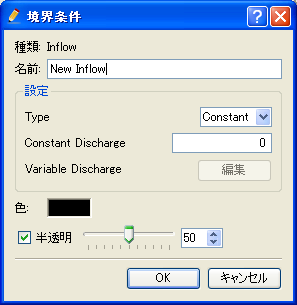 境界条件
種類: Inflow
名前: New Inflow
設定
Type Constant
Constant Discharge 0
Variable Discharge 編集
色:
半透明 50
OK キャンセル